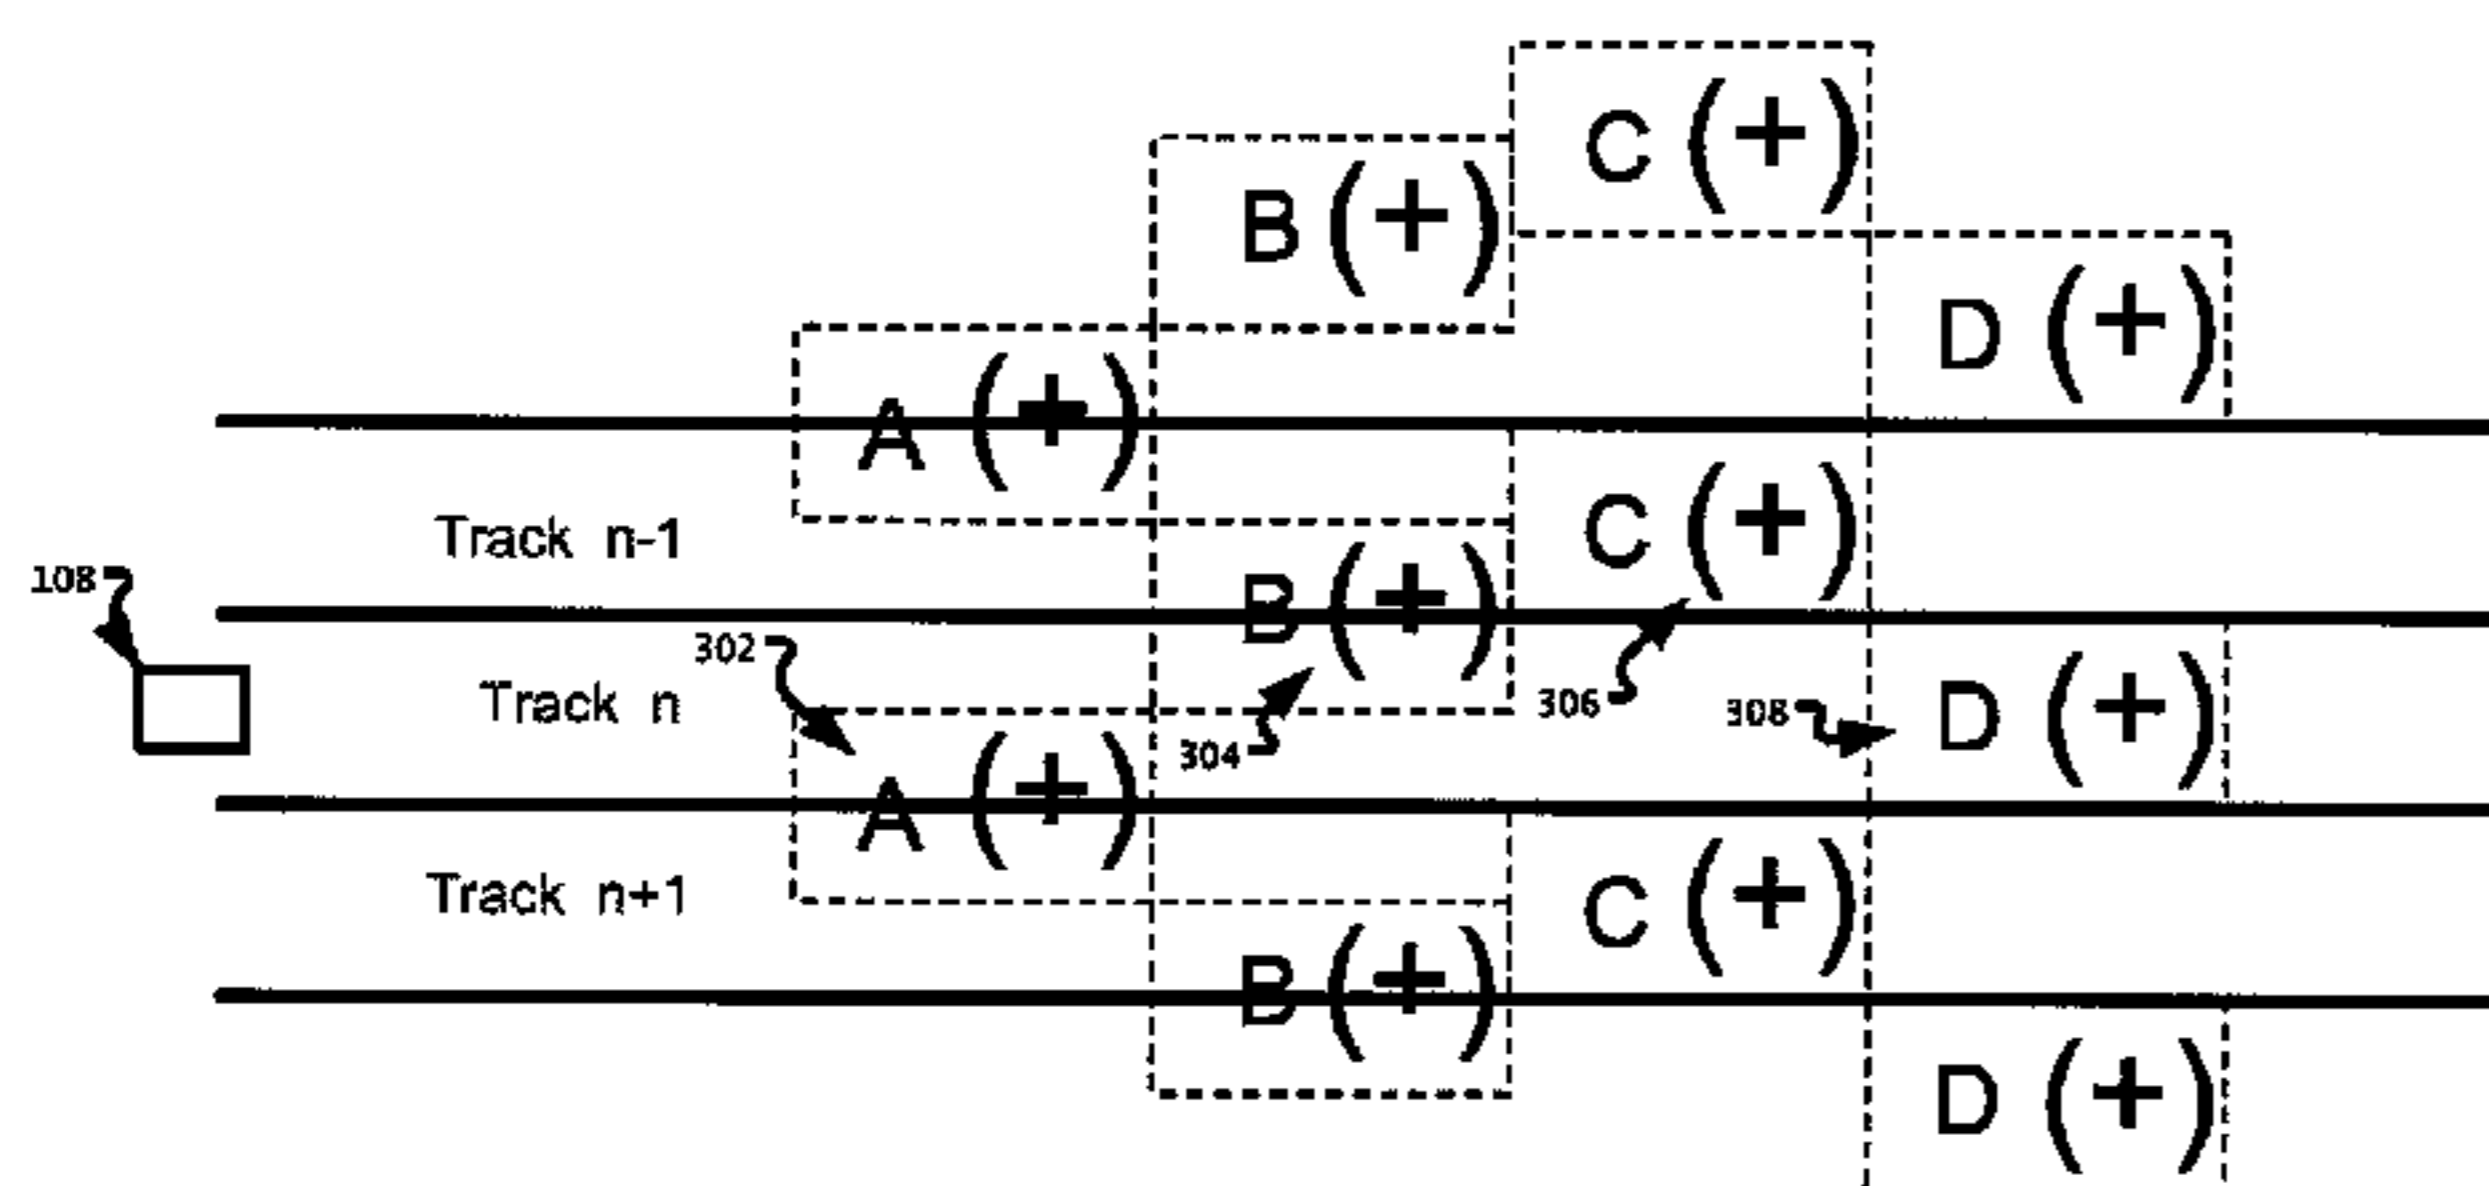 C (+)
B (+)
D (+)
A (+)
C (+)
Track n-1
108
B (+)
302
Track n
306
308
D (+)
304
A (+)
Track n+1
C (+)
B (+)
D (+)